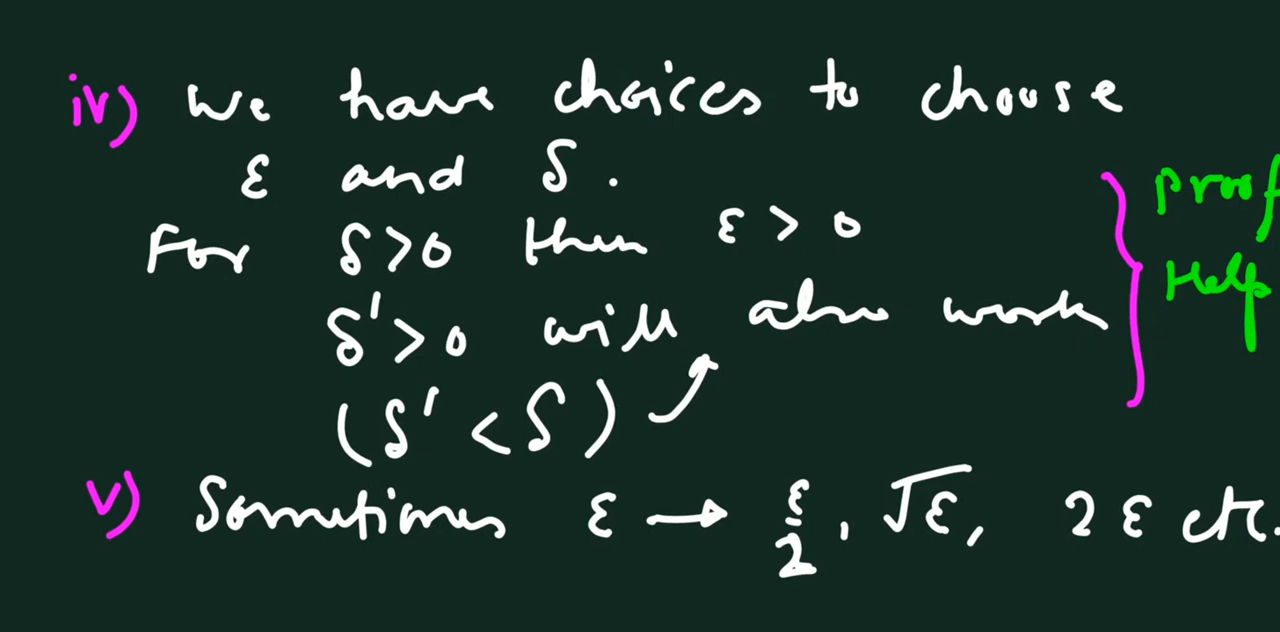 iv) We have choices to choose
ε and δ.
For δ>0 then ε>0
δ'>0 will also work
(δ'<δ)
Proof
Help
v) Sometimes ε → ε/2, √ε, 2ε etc.